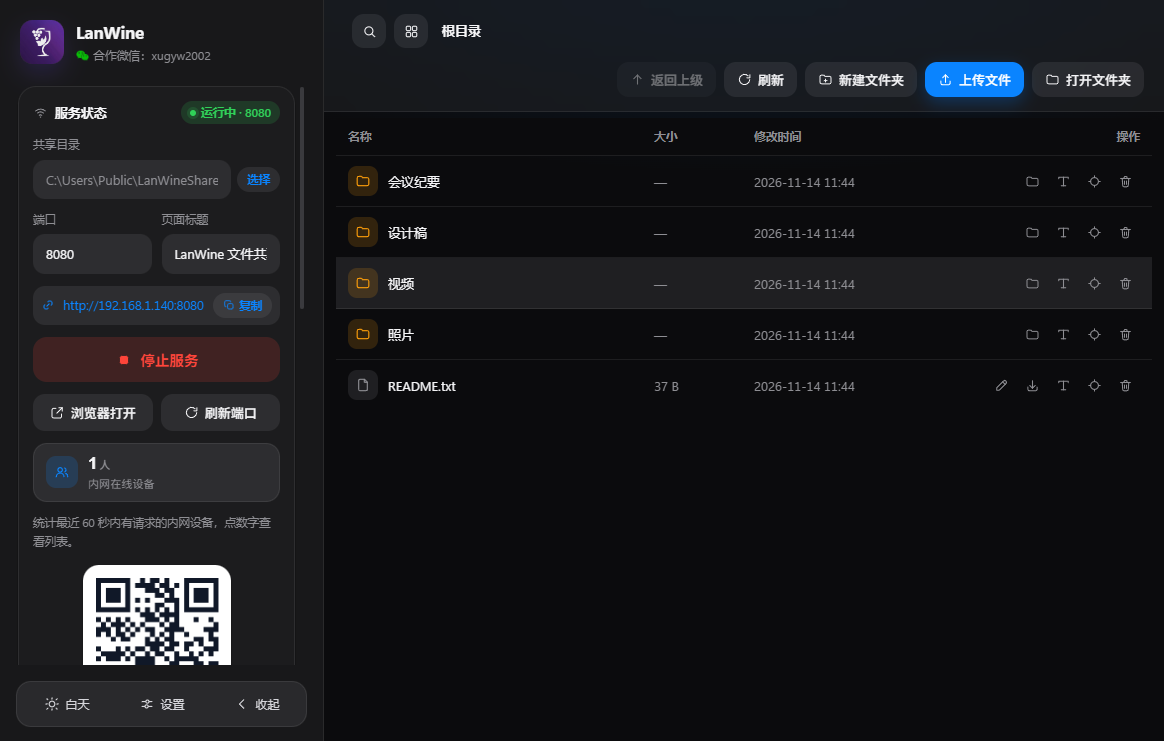 LanWine
合作微信：xugyw2002
服务状态
运行中 · 8080
共享目录
C:\Users\Public\LanWineShare
选择
端口
页面标题
8080
LanWine 文件共
http://192.168.1.140:8080
复制
停止服务
浏览器打开
刷新端口
1 人
内网在线设备
统计最近 60 秒内有请求的内网设备，点数字查
看列表。
白天
设置
收起
根目录
返回上级
刷新
新建文件夹
上传文件
打开文件夹
名称 大小 修改时间 操作
会议纪要 — 2026-11-14 11:44
设计稿 — 2026-11-14 11:44
视频 — 2026-11-14 11:44
照片 — 2026-11-14 11:44
README.txt 37 B 2026-11-14 11:44